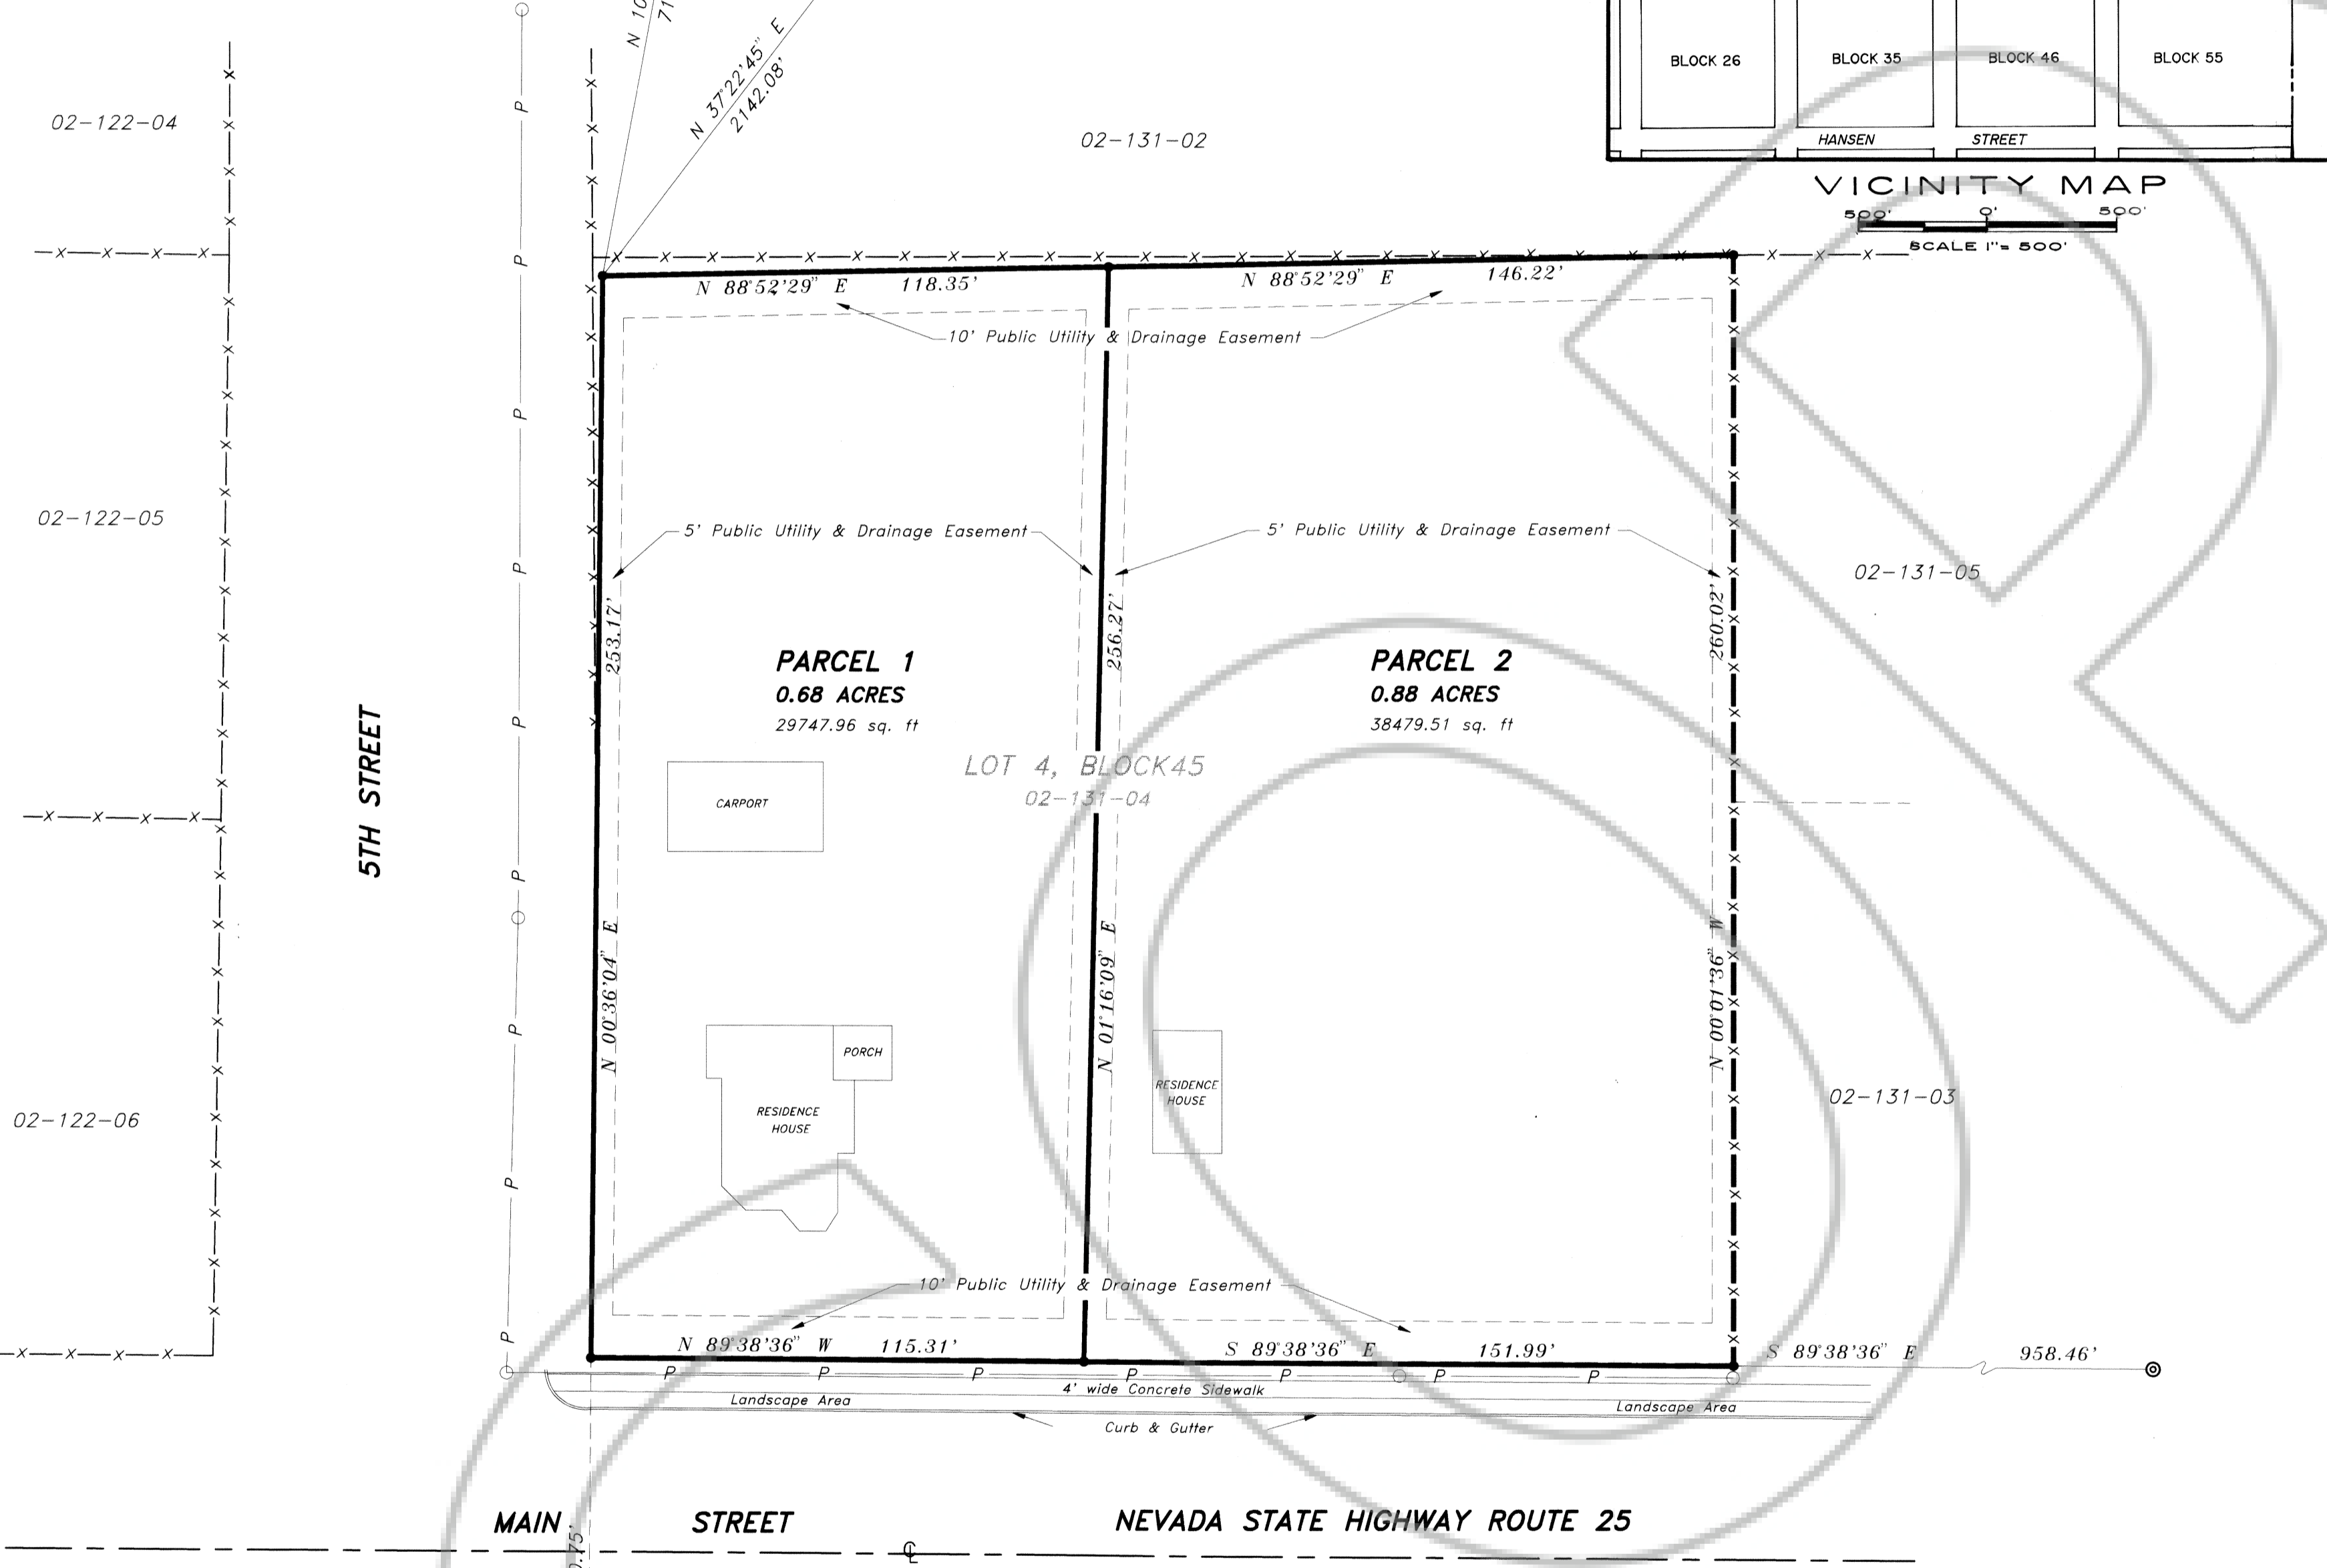 N 10
71
N 37°22'45" E
2142.08'
BLOCK 26
BLOCK 35
BLOCK 46
BLOCK 55
HANSEN STREET
VICINITY MAP
500' 0' 500'
SCALE 1"= 500'
02-122-04
02-131-02
P
P
N 88°52'29" E 118.35'
N 88°52'29" E 146.22'
10' Public Utility & Drainage Easement
P
02-122-05
5' Public Utility & Drainage Easement
5' Public Utility & Drainage Easement
P
02-131-05
253.17'
256.27'
260.02'
PARCEL 1
0.68 ACRES
29747.96 sq. ft
PARCEL 2
0.88 ACRES
38479.51 sq. ft
P
5TH STREET
LOT 4, BLOCK45
02-131-04
CARPORT
P
N 00°36'04" E
N 01°16'09" E
N 00°01'36" W
P
PORCH
RESIDENCE
HOUSE
RESIDENCE
HOUSE
02-131-03
02-122-06
P
10' Public Utility & Drainage Easement
P
N 89°38'36" W 115.31'
S 89°38'36" E 151.99'
S 89°38'36" E 958.46'
P P P P P P P
4' wide Concrete Sidewalk
Landscape Area
Landscape Area
Curb & Gutter
MAIN STREET
NEVADA STATE HIGHWAY ROUTE 25
0.75'